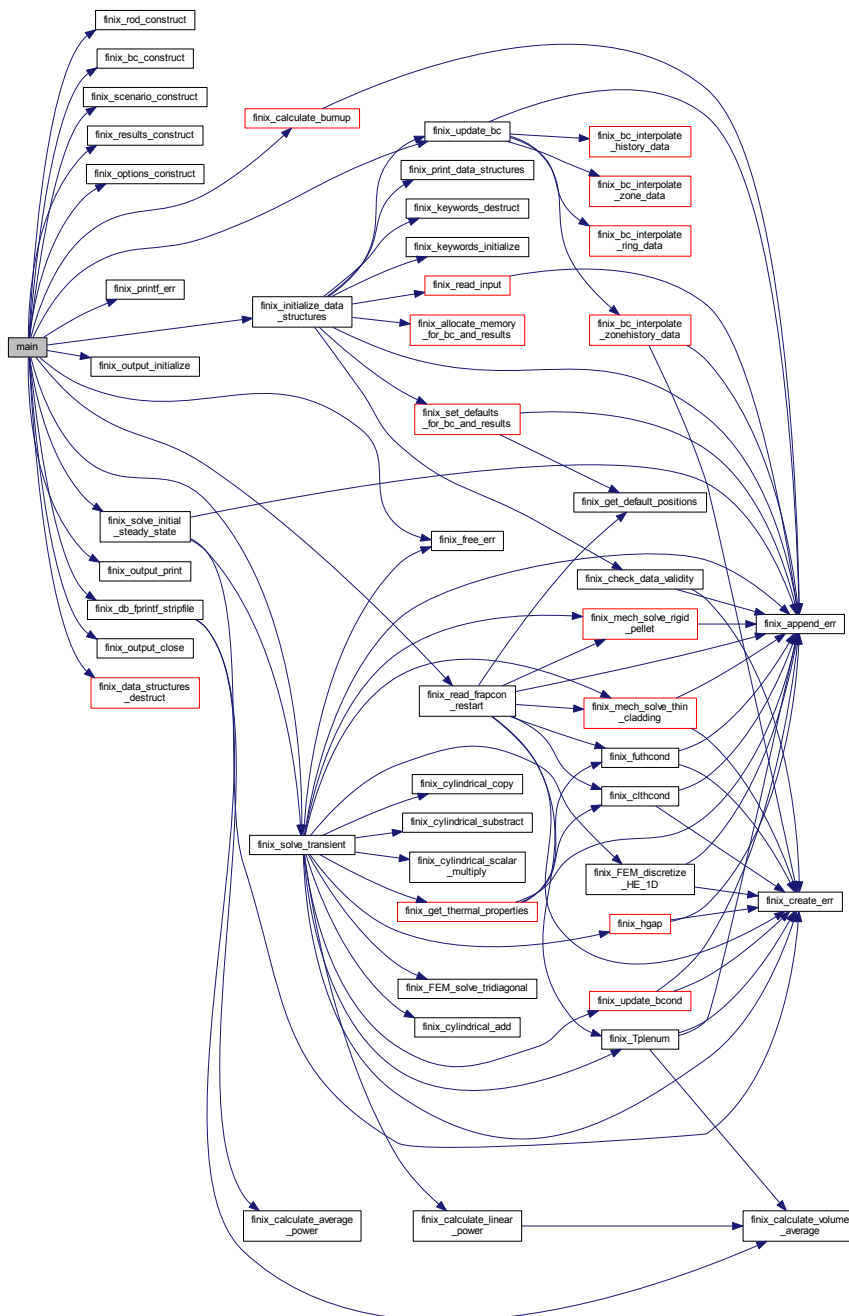 finix_rod_construct
finix_bc_construct
finix_scenario_construct
finix_results_construct
finix_options_construct
finix_calculate_burnup
finix_update_bc
finix_bc_interpolate
_history_data
finix_print_data_structures
finix_bc_interpolate
_zone_data
finix_keywords_destruct
finix_bc_interpolate
_ring_data
finix_keywords_initialize
finix_printf_err
finix_read_input
finix_initialize_data
_structures
finix_allocate_memory
_for_bc_and_results
finix_bc_interpolate
_zonehistory_data
main
finix_output_initialize
finix_set_defaults
_for_bc_and_results
finix_get_default_positions
finix_solve_initial
_steady_state
finix_free_err
finix_output_print
finix_check_data_validity
finix_db_fprintf_stripfile
finix_mech_solve_rigid
_pellet
finix_append_err
finix_output_close
finix_data_structures
_destruct
finix_read_frapcon
_restart
finix_mech_solve_thin
_cladding
finix_futhcond
finix_cylindrical_copy
finix_clthcond
finix_cylindrical_substract
finix_solve_transient
finix_cylindrical_scalar
_multiply
finix_FEM_discretize
_HE_1D
finix_get_thermal_properties
finix_create_err
finix_hgap
finix_FEM_solve_tridiagonal
finix_update_bcond
finix_cylindrical_add
finix_Tplenum
finix_calculate_average
_power
finix_calculate_linear
_power
finix_calculate_volume
_average